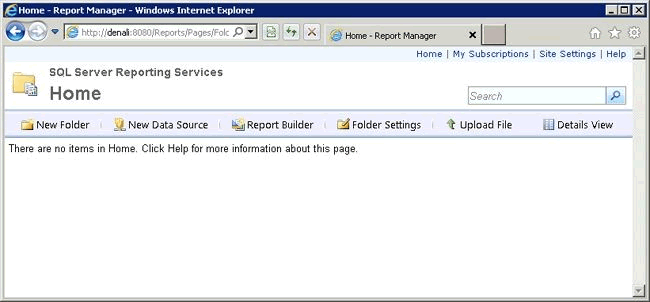 Home - Report Manager - Windows Internet Explorer
http://denali:8080/Reports/Pages/Fold
Home - Report Manager
Home | My Subscriptions | Site Settings | Help
SQL Server Reporting Services
Home
Search
New Folder
New Data Source
Report Builder
Folder Settings
Upload File
Details View
There are no items in Home. Click Help for more information about this page.